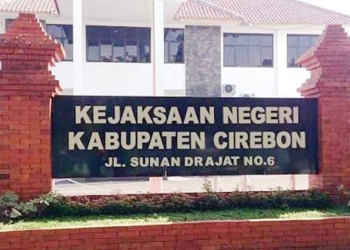 KEJAKSAAN NEGERI
KABUPATEN CIREBON
JL. SUNAN DRAJAT NO.6